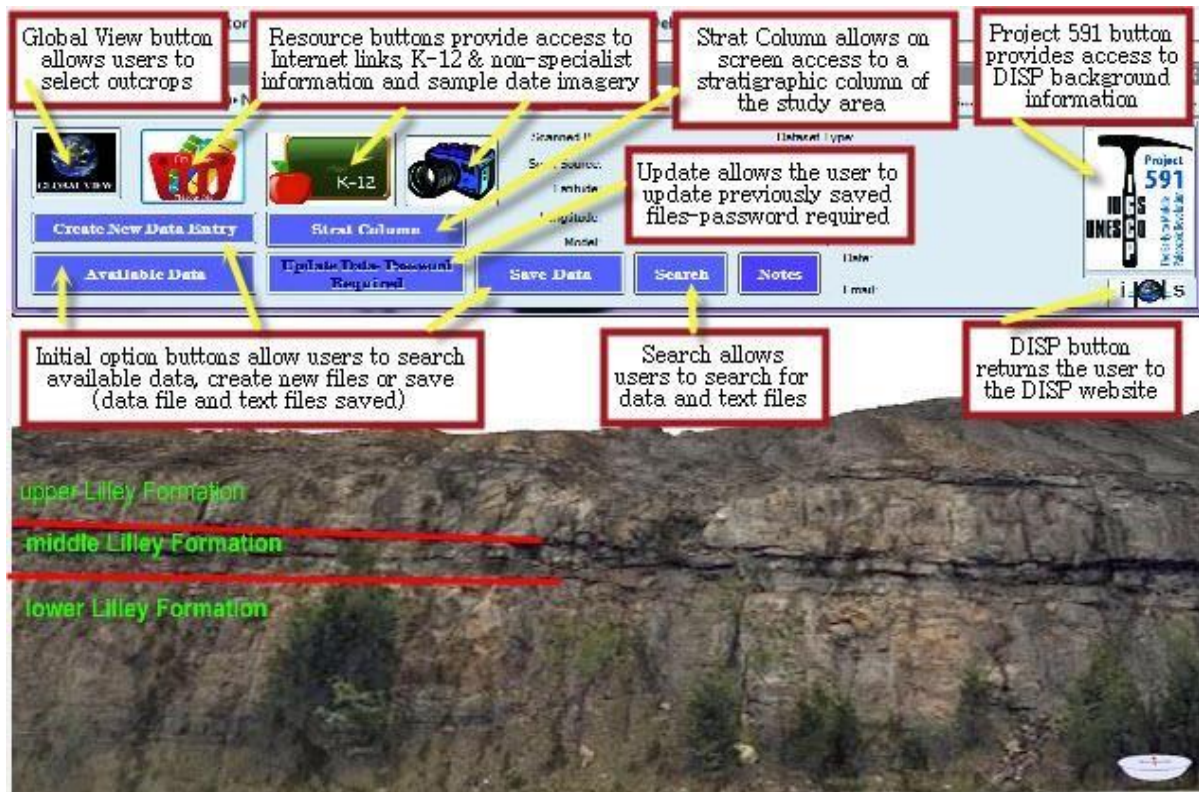 Global View button
allows users to
select outcrops
Resource buttons provide access to
Internet links, K-12 & non-specialist
information and sample date imagery
Strat Column allows on
screen access to a
stratigraphic column of
the study area
Project 591 button
provides access to
DISP background
information
GLOBAL VIEW
K-12
Scanned B
Dataset Type:
Source:
Latitude
Longitude
Model
Update allows the user to
update previously saved
files-password required
Project
591
IUGS
UNESCO
Create New Data Entry
Strat Column
Available Data
Update Data-Password
Required
Save Data
Search
Notes
Date:
Email:
Initial option buttons allow users to search
available data, create new files or save
(data file and text files saved)
Search allows
users to search for
data and text files
DISP button
returns the user to
the DISP website
upper Lilley Formation
middle Lilley Formation
lower Lilley Formation